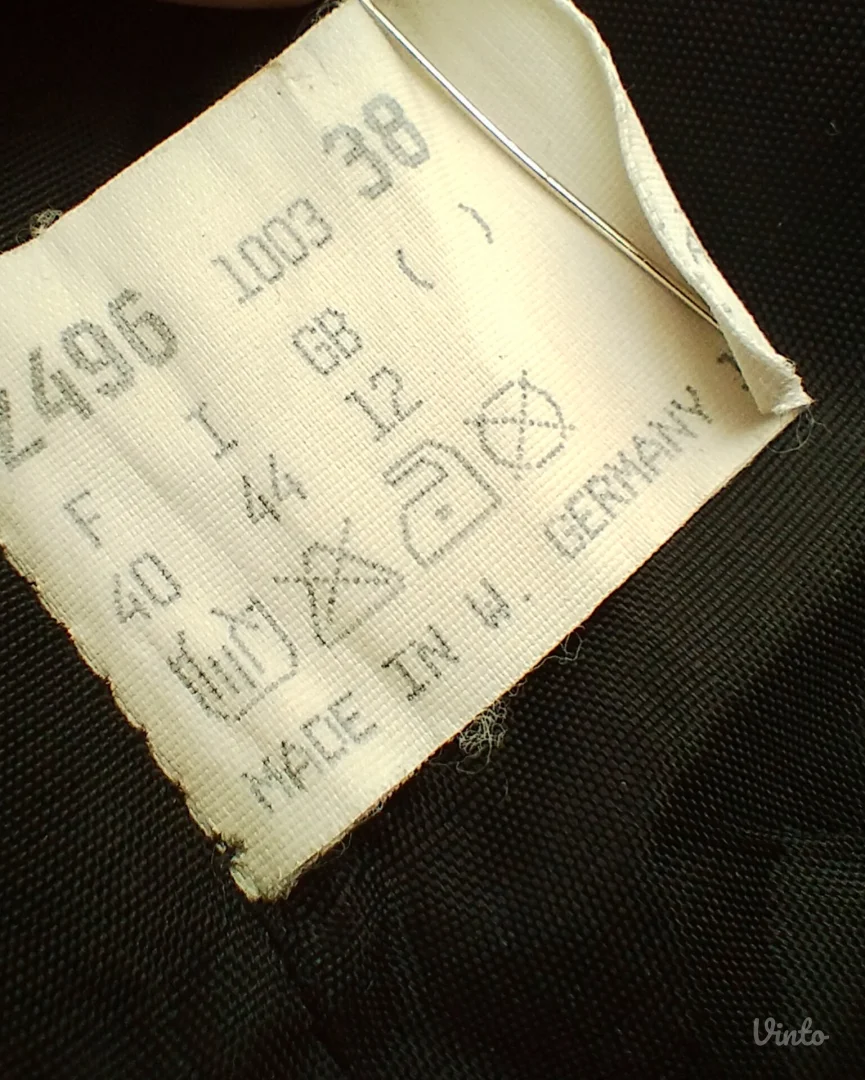 2496 1003 38
F I GB ( )
40 44 12
MADE IN W. GERMANY
Vinto